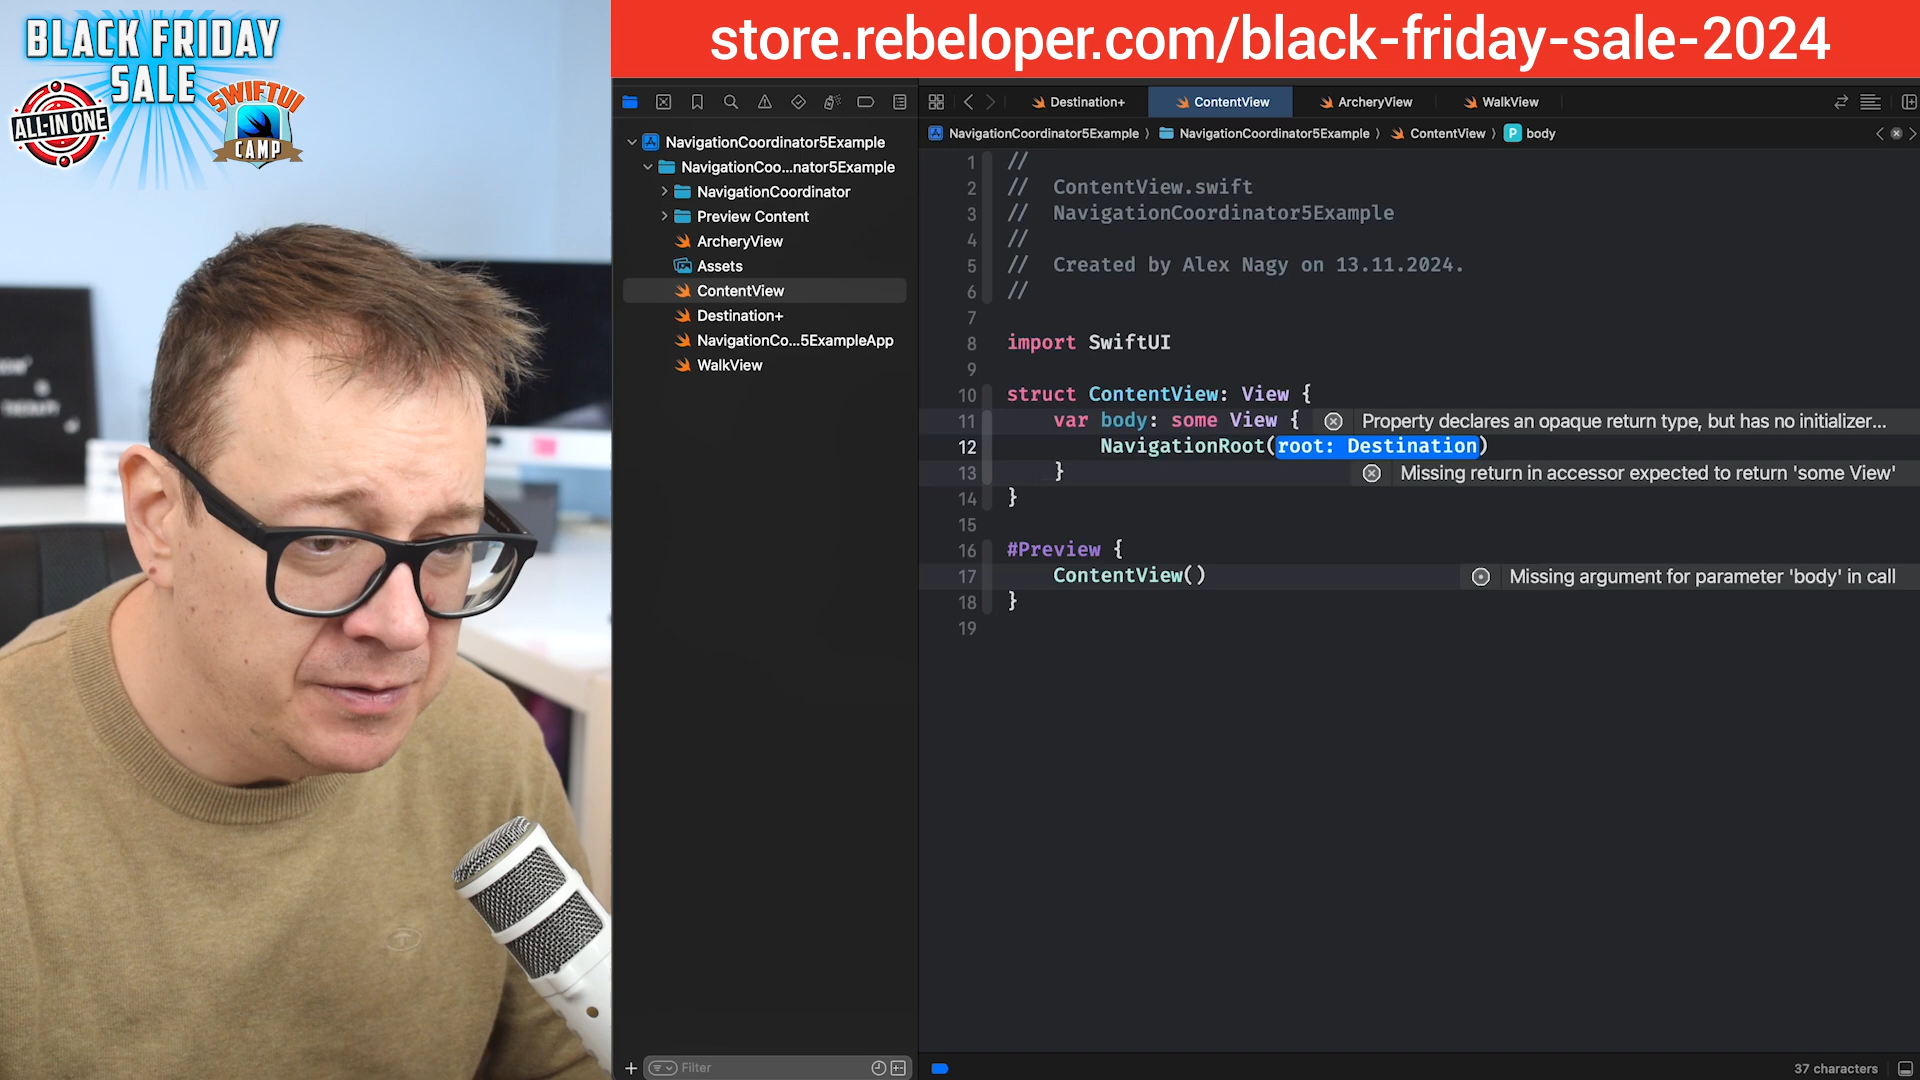 BLACK FRIDAY
SALE
ALL-IN ONE
SWIFTUI
CAMP
store.rebeloper.com/black-friday-sale-2024
Destination+
ContentView
ArcheryView
WalkView
NavigationCoordinator5Example
NavigationCoordinator5Example
ContentView
P
body
NavigationCoordinator5Example
NavigationCoo...nator5Example
NavigationCoordinator
Preview Content
ArcheryView
Assets
ContentView
Destination+
NavigationCo...5ExampleApp
WalkView
1 //
2 // ContentView.swift
3 // NavigationCoordinator5Example
4 //
5 // Created by Alex Nagy on 13.11.2024.
6 //
7
8 import SwiftUI
9
10 struct ContentView: View {
11 var body: some View { Property declares an opaque return type, but has no initializer...
12 NavigationRoot(root: Destination)
13 } Missing return in accessor expected to return 'some View'
14 }
15
16 #Preview {
17 ContentView() Missing argument for parameter 'body' in call
18 }
19
Filter
37 characters